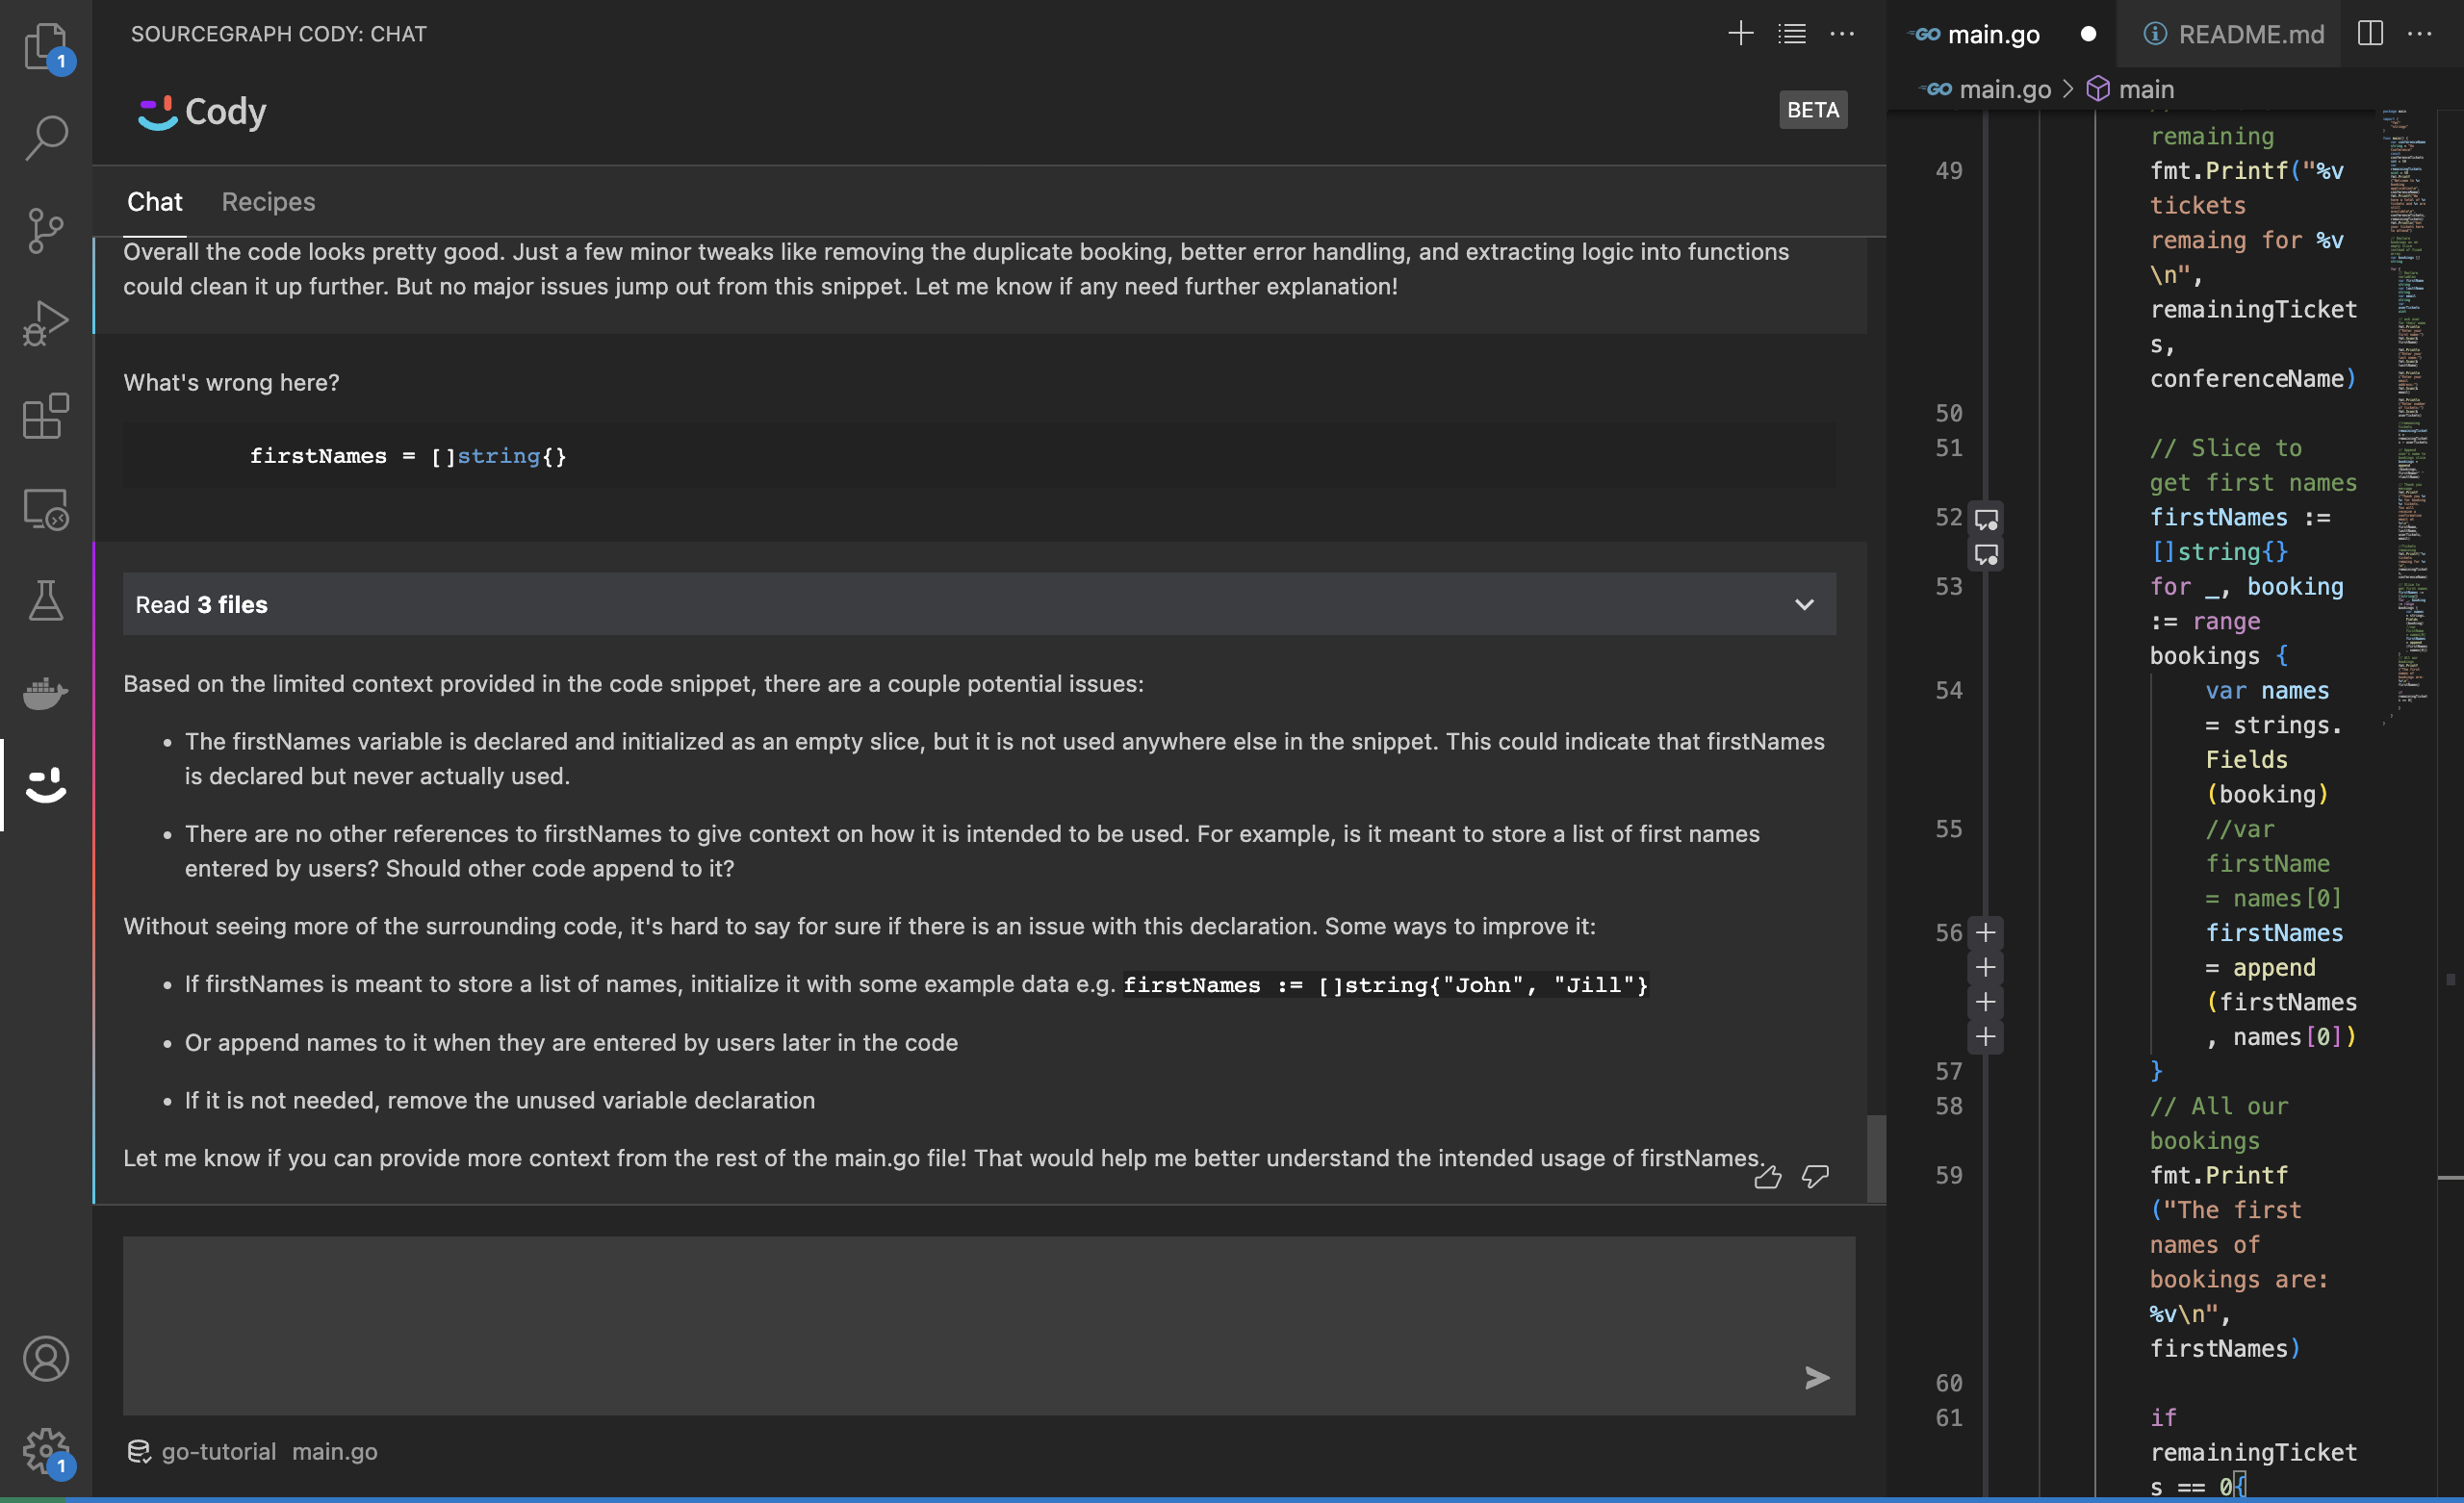 SOURCEGRAPH CODY: CHAT
1
Cody
BETA
Chat Recipes
Overall the code looks pretty good. Just a few minor tweaks like removing the duplicate booking, better error handling, and extracting logic into functions
could clean it up further. But no major issues jump out from this snippet. Let me know if any need further explanation!
What's wrong here?
firstNames = []string{}
Read 3 files
Based on the limited context provided in the code snippet, there are a couple potential issues:
• The firstNames variable is declared and initialized as an empty slice, but it is not used anywhere else in the snippet. This could indicate that firstNames
is declared but never actually used.
• There are no other references to firstNames to give context on how it is intended to be used. For example, is it meant to store a list of first names
entered by users? Should other code append to it?
Without seeing more of the surrounding code, it's hard to say for sure if there is an issue with this declaration. Some ways to improve it:
• If firstNames is meant to store a list of names, initialize it with some example data e.g. firstNames := []string{"John", "Jill"}
• Or append names to it when they are entered by users later in the code
• If it is not needed, remove the unused variable declaration
Let me know if you can provide more context from the rest of the main.go file! That would help me better understand the intended usage of firstNames.
go-tutorial main.go
1
GO main.go
README.md
GO main.go > main
remaining
49 fmt.Printf("%v
tickets
remaing for %v
\n",
remainingTicket
s,
conferenceName)
50
51 // Slice to
get first names
52 firstNames :=
[]string{}
53 for _, booking
:= range
bookings {
54 var names
= strings.
Fields
(booking)
55 //var
firstName
= names[0]
56 firstNames
= append
(firstNames
, names[0])
57 }
58 // All our
bookings
59 fmt.Printf
("The first
names of
bookings are:
%v\n",
firstNames)
60
61 if
remainingTicket
s == 0{